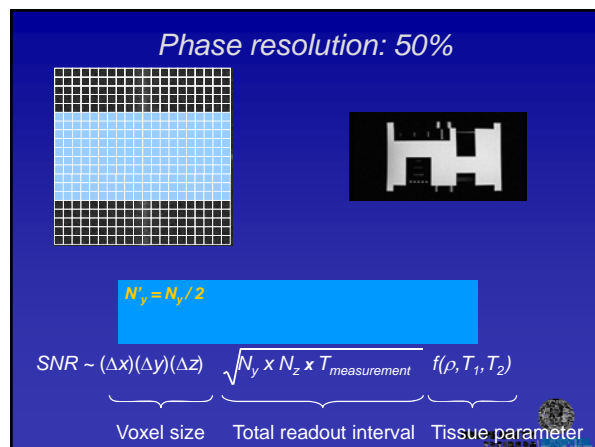 Phase resolution: 50%
N'y = Ny / 2
SNR ~ (Δx)(Δy)(Δz) √Ny x Nz x Tmeasurement f(ρ,T1,T2)
Voxel size Total readout interval Tissue parameter